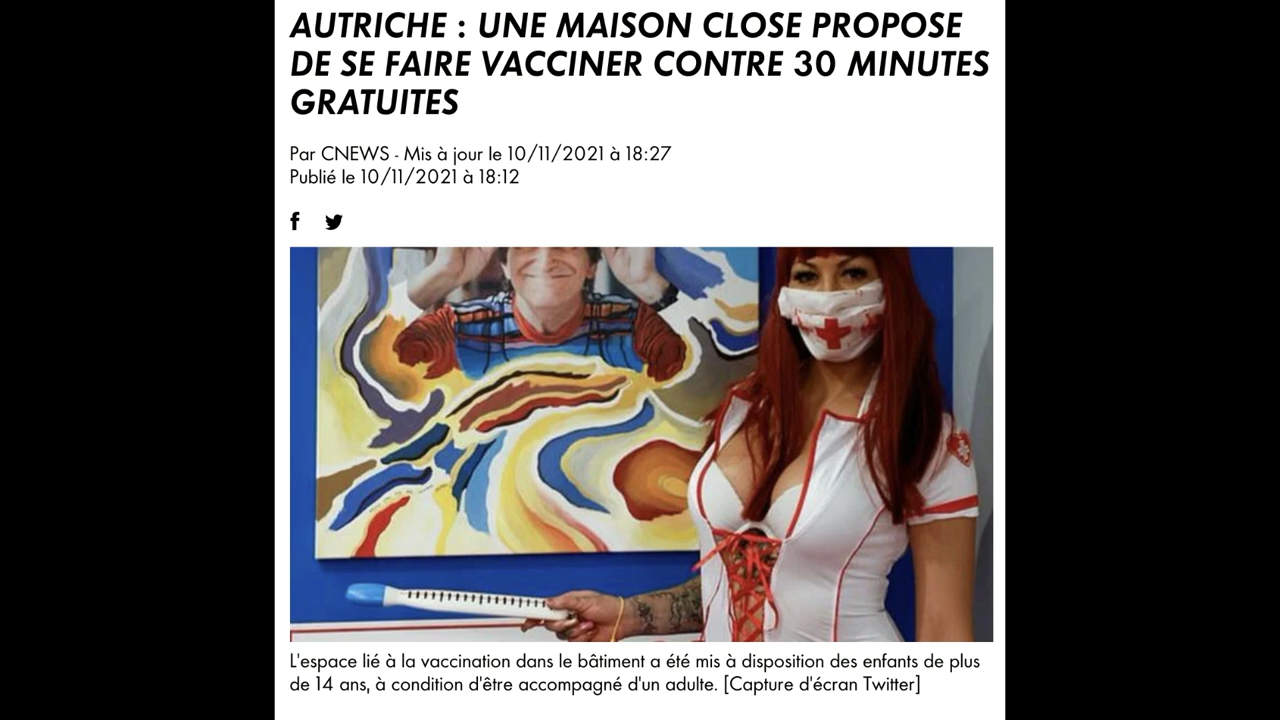 AUTRICHE : UNE MAISON CLOSE PROPOSE
DE SE FAIRE VACCINER CONTRE 30 MINUTES
GRATUITES
Par CNEWS - Mis à jour le 10/11/2021 à 18:27
Publié le 10/11/2021 à 18:12
L'espace lié à la vaccination dans le bâtiment a été mis à disposition des enfants de plus
de 14 ans, à condition d'être accompagné d'un adulte. [Capture d'écran Twitter]